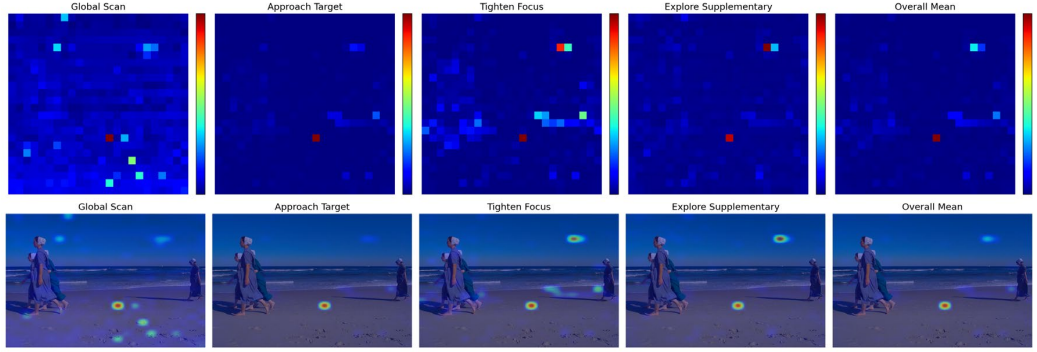 Global Scan
Approach Target
Tighten Focus
Explore Supplementary
Overall Mean
Global Scan
Approach Target
Tighten Focus
Explore Supplementary
Overall Mean